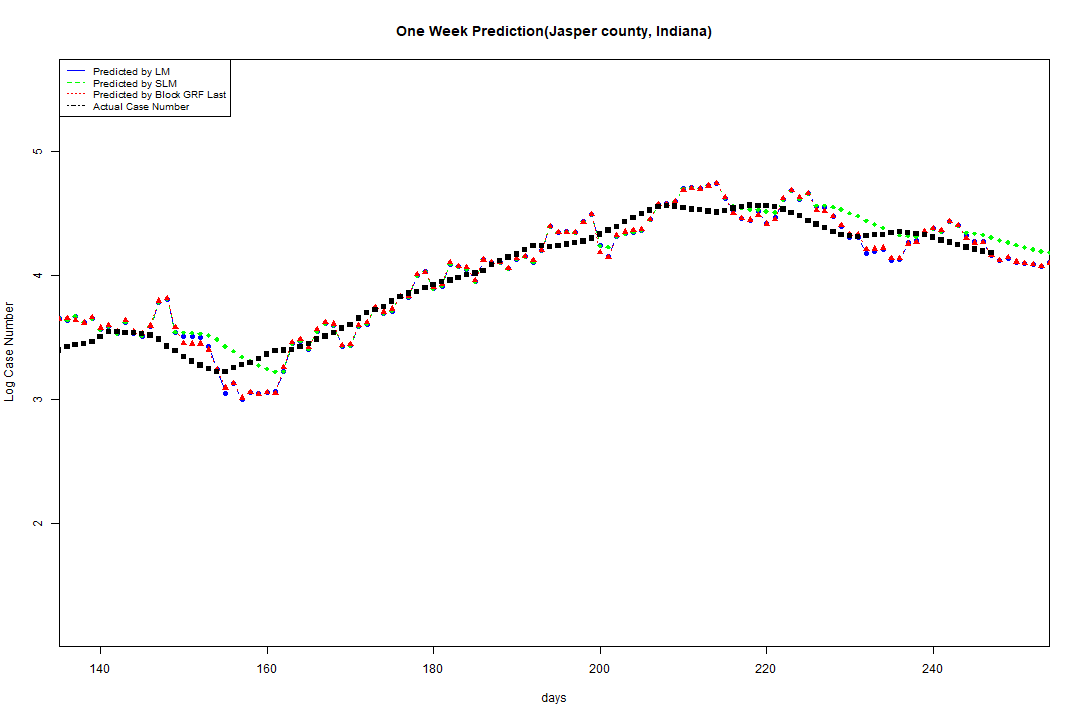 One Week Prediction(Jasper county, Indiana)
Predicted by LM
Predicted by SLM
Predicted by Block GRF Last
Actual Case Number
5
4
3
2
Log Case Number
140 160 180 200 220 240
days